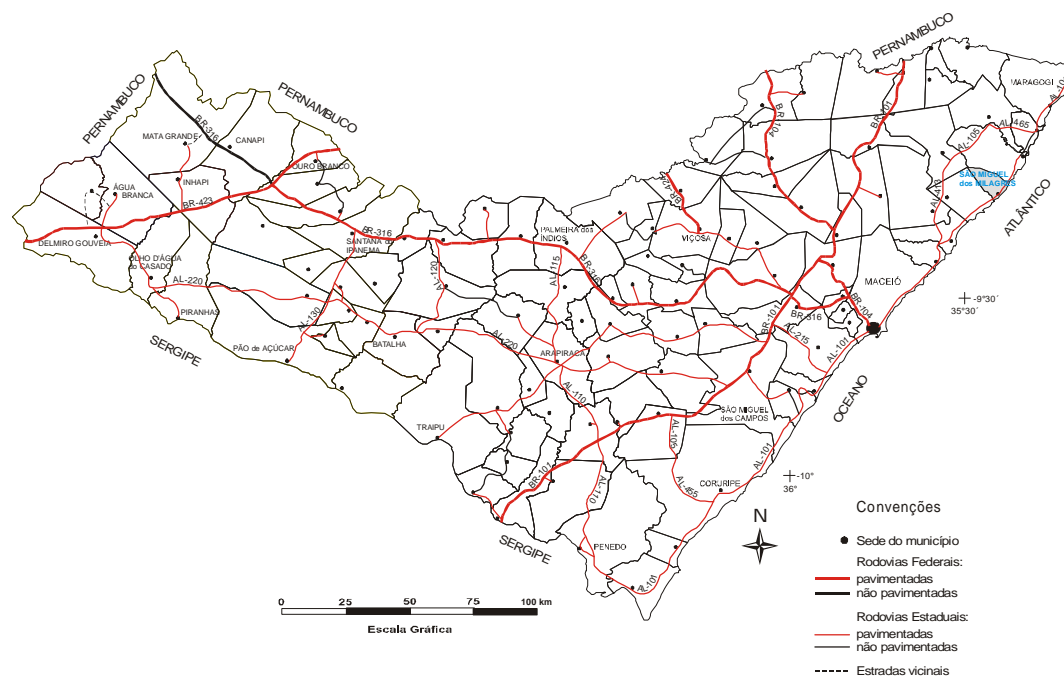 PERNAMBUCO
MARAGOGI
AL-10
BR-101
BR-104
AL-465
AL-105
PERNAMBUCO
PERNAMBUCO
BR-316
MATA GRANDE
CANAPI
OURO BRANCO
INHAPI
ÁGUA
BRANCA
BR-423
DELMIRO GOUVEIA
SÃO MIGUEL
dos MILAGRES
ATLÂNTICO
BR-424
VIÇOSA
PALMEIRA dos
ÍNDIOS
BR-316
SANTANA do
IPANEMA
OLHO D'ÁGUA
do CASADO
AL-220
PIRANHAS
AL-120
AL-115
BR-316
MACEIÓ
-9°30´
35°30´
BR-104
BR-316
AL-215
AL-101
BR-101
AL-130
SERGIPE
PÃO de AÇÚCAR
BATALHA
AL-220
ARAPIRACA
AL-110
OCEANO
TRAIPU
SÃO MIGUEL
dos CAMPOS
AL-105
AL-101
BR-101
AL-110
AL-455
CORURIPE
-10°
36°
SERGIPE
PENEDO
AL-101
N
0 25 50 75 100 km
Escala Gráfica
Convenções
Sede do município
Rodovias Federais:
pavimentadas
não pavimentadas
Rodovias Estaduais:
pavimentadas
não pavimentadas
Estradas vicinais